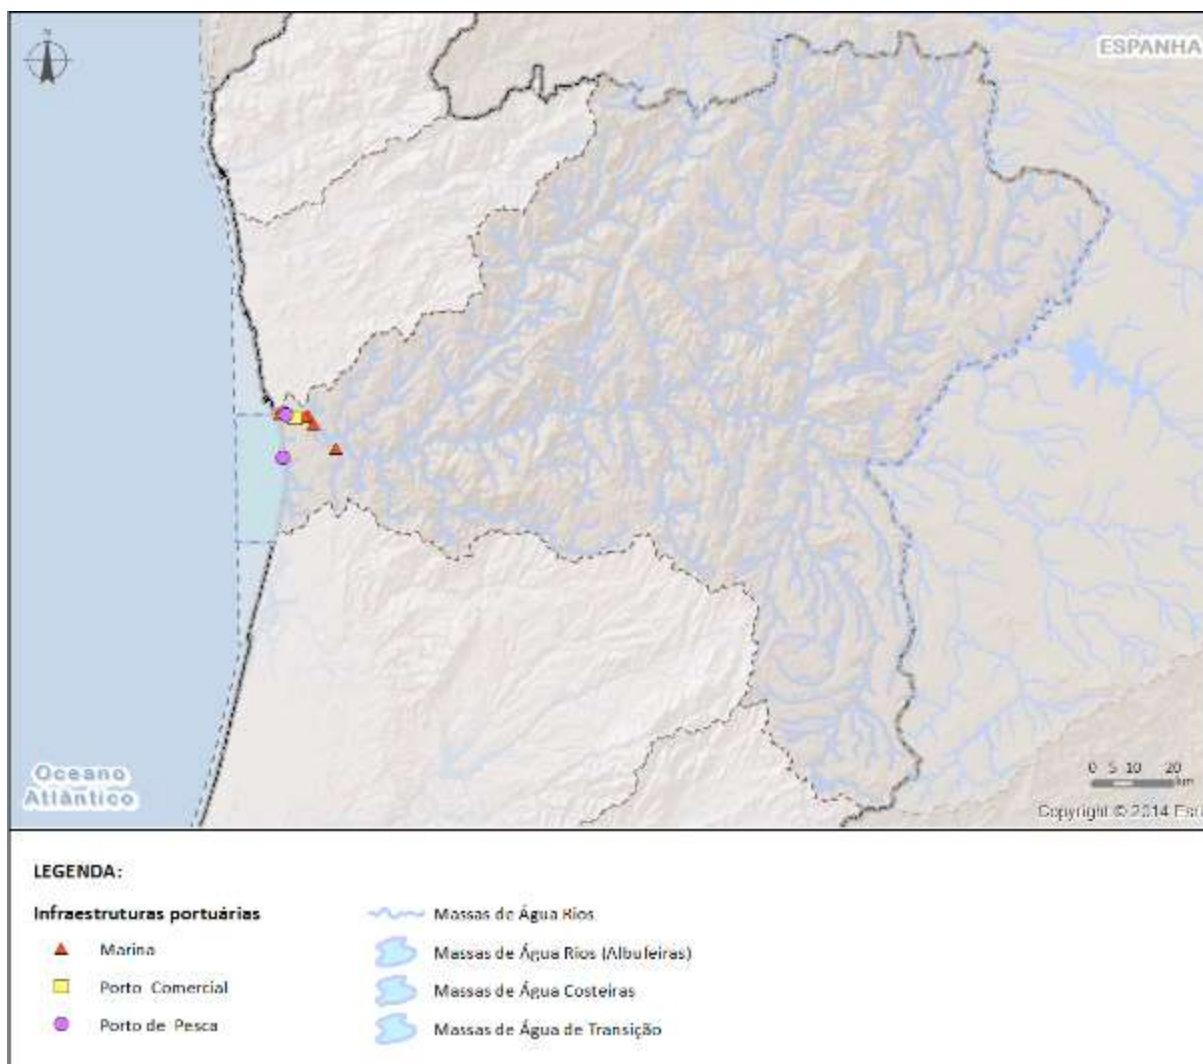 N
ESPANHA
Oceano
Atlântico
0 5 10 20
km
Copyright © 2014 Esri
LEGENDA:
Infraestruturas portuárias
Marina
Porto Comercial
Porto de Pesca
Massas de Água Rios
Massas de Água Rios (Albufeiras)
Massas de Água Costeiras
Massas de Água de Transição